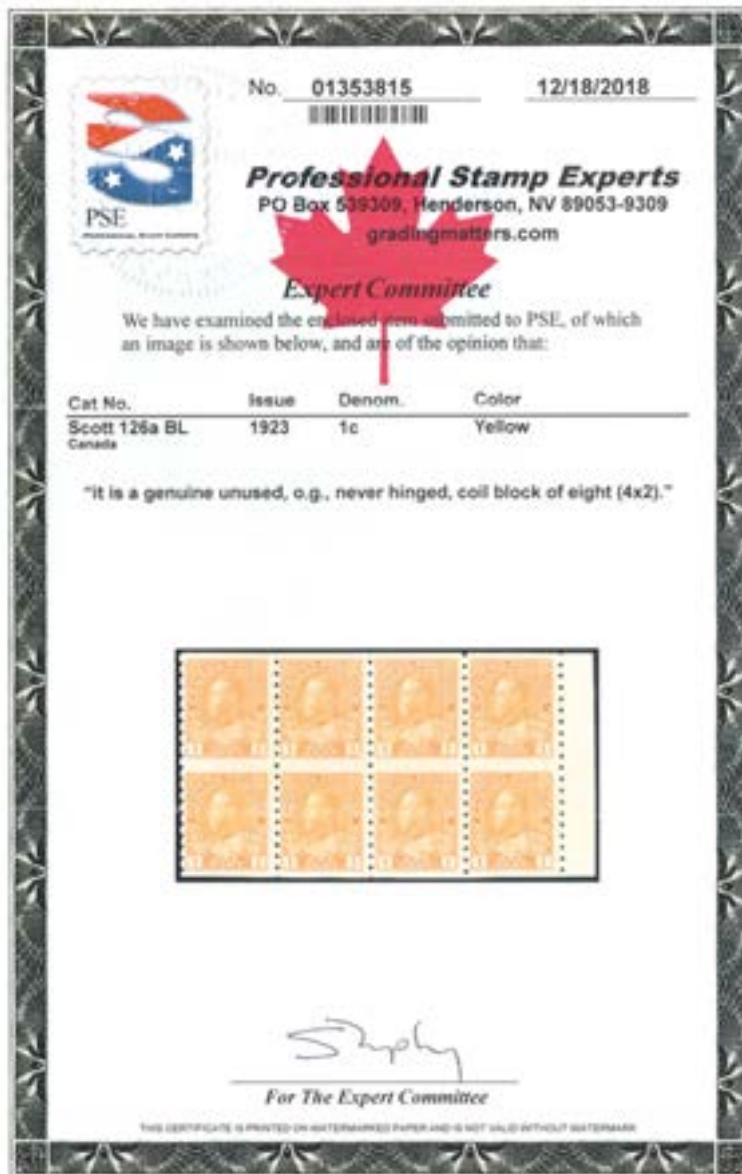 No. 01353815 12/18/2018
PSE
PROFESSIONAL STAMP EXPERTS
Professional Stamp Experts
PO Box 539309, Henderson, NV 89053-9309
gradingmatters.com
Expert Committee
We have examined the enclosed item submitted to PSE, of which
an image is shown below, and are of the opinion that:
Cat No. Issue Denom. Color
Scott 126a BL 1923 1c Yellow
Canada
"it is a genuine unused, o.g., never hinged, coil block of eight (4x2)."
For The Expert Committee
THIS CERTIFICATE IS PRINTED ON WATERMARKED PAPER AND IS NOT VALID WITHOUT WATERMARK